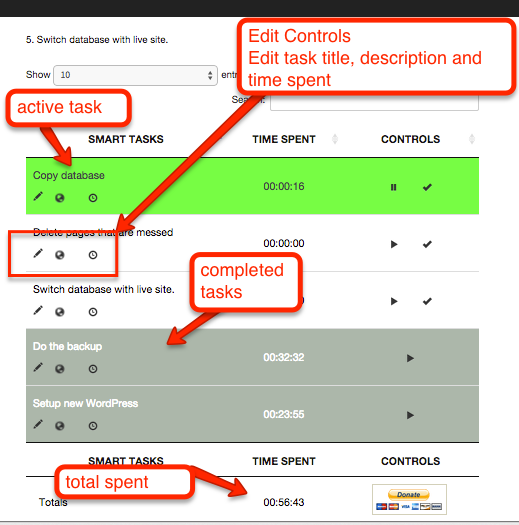 5. Switch database with live site.
Edit Controls
Edit task title, description and
time spent
Show 10
active task
SMART TASKS TIME SPENT CONTROLS
Copy database 00:00:16
Delete pages that are messed 00:00:00
completed
tasks
Switch database with live site.
Do the backup 00:32:32
Setup new WordPress 00:23:55
SMART TASKS TIME SPENT CONTROLS
total spent
Totals 00:56:43 Donate